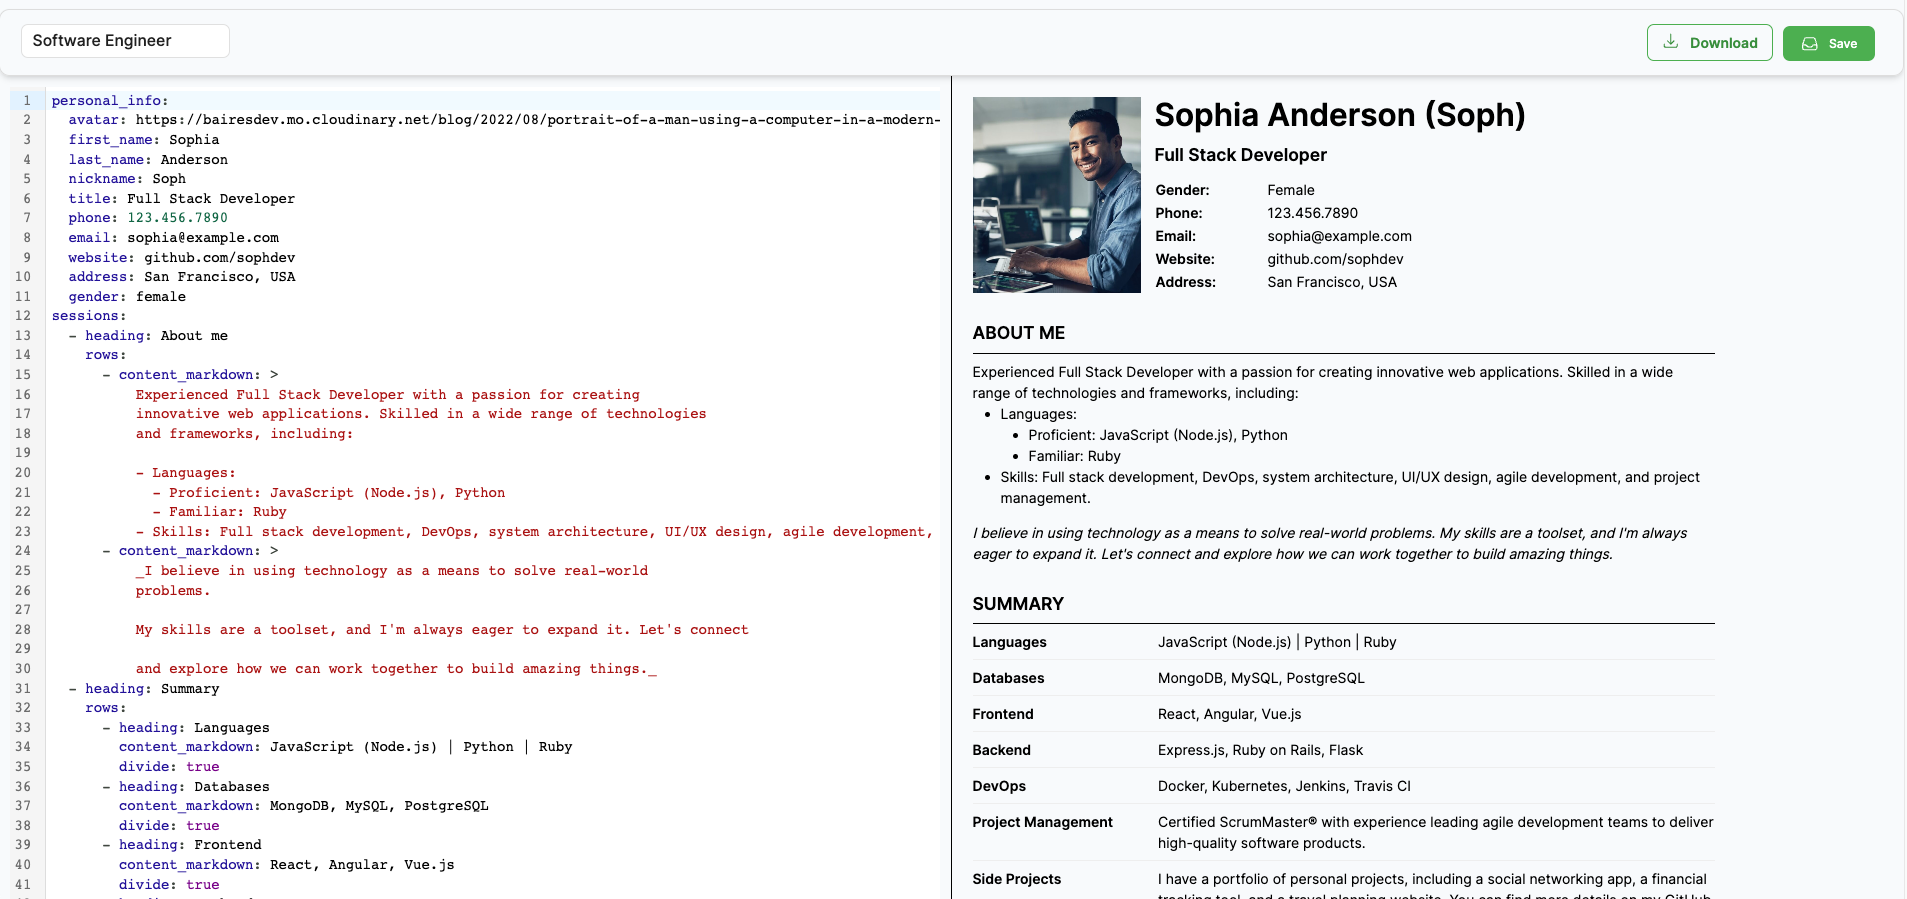 Software Engineer
Download
Save
1 personal_info:
2 avatar: https://bairesdev.mo.cloudinary.net/blog/2022/08/portrait-of-a-man-using-a-computer-in-a-modern-
3 first_name: Sophia
4 last_name: Anderson
5 nickname: Soph
6 title: Full Stack Developer
7 phone: 123.456.7890
8 email: sophia@example.com
9 website: github.com/sophdev
10 address: San Francisco, USA
11 gender: female
12 sessions:
13 - heading: About me
14 rows:
15 - content_markdown: >
16 Experienced Full Stack Developer with a passion for creating
17 innovative web applications. Skilled in a wide range of technologies
18 and frameworks, including:
19
20 - Languages:
21 - Proficient: JavaScript (Node.js), Python
22 - Familiar: Ruby
23 - Skills: Full stack development, DevOps, system architecture, UI/UX design, agile development,
24 - content_markdown: >
25 _I believe in using technology as a means to solve real-world
26 problems.
27
28 My skills are a toolset, and I'm always eager to expand it. Let's connect
29
30 and explore how we can work together to build amazing things._
31 - heading: Summary
32 rows:
33 - heading: Languages
34 content_markdown: JavaScript (Node.js) | Python | Ruby
35 divide: true
36 - heading: Databases
37 content_markdown: MongoDB, MySQL, PostgreSQL
38 divide: true
39 - heading: Frontend
40 content_markdown: React, Angular, Vue.js
41 divide: true
Sophia Anderson (Soph)
Full Stack Developer
Gender: Female
Phone: 123.456.7890
Email: sophia@example.com
Website: github.com/sophdev
Address: San Francisco, USA
ABOUT ME
Experienced Full Stack Developer with a passion for creating innovative web applications. Skilled in a wide
range of technologies and frameworks, including:
• Languages:
• Proficient: JavaScript (Node.js), Python
• Familiar: Ruby
• Skills: Full stack development, DevOps, system architecture, UI/UX design, agile development, and project
management.
I believe in using technology as a means to solve real-world problems. My skills are a toolset, and I'm always
eager to expand it. Let's connect and explore how we can work together to build amazing things.
SUMMARY
Languages JavaScript (Node.js) | Python | Ruby
Databases MongoDB, MySQL, PostgreSQL
Frontend React, Angular, Vue.js
Backend Express.js, Ruby on Rails, Flask
DevOps Docker, Kubernetes, Jenkins, Travis CI
Project Management Certified ScrumMaster® with experience leading agile development teams to deliver
high-quality software products.
Side Projects I have a portfolio of personal projects, including a social networking app, a financial
tracking tool, and a travel planning website. You can find more details on my GitHub